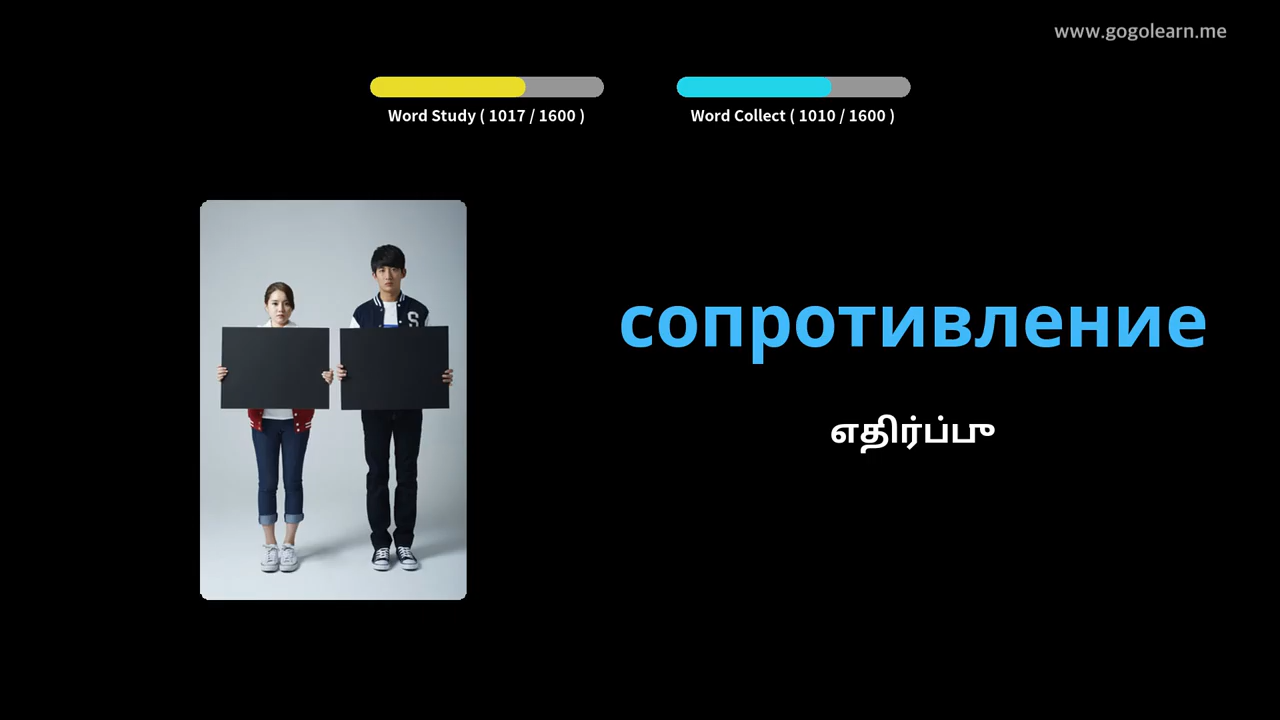 www.gogolearn.me
Word Study ( 1017 / 1600 )
Word Collect ( 1010 / 1600 )
S
сопротивление
எதிர்ப்பு